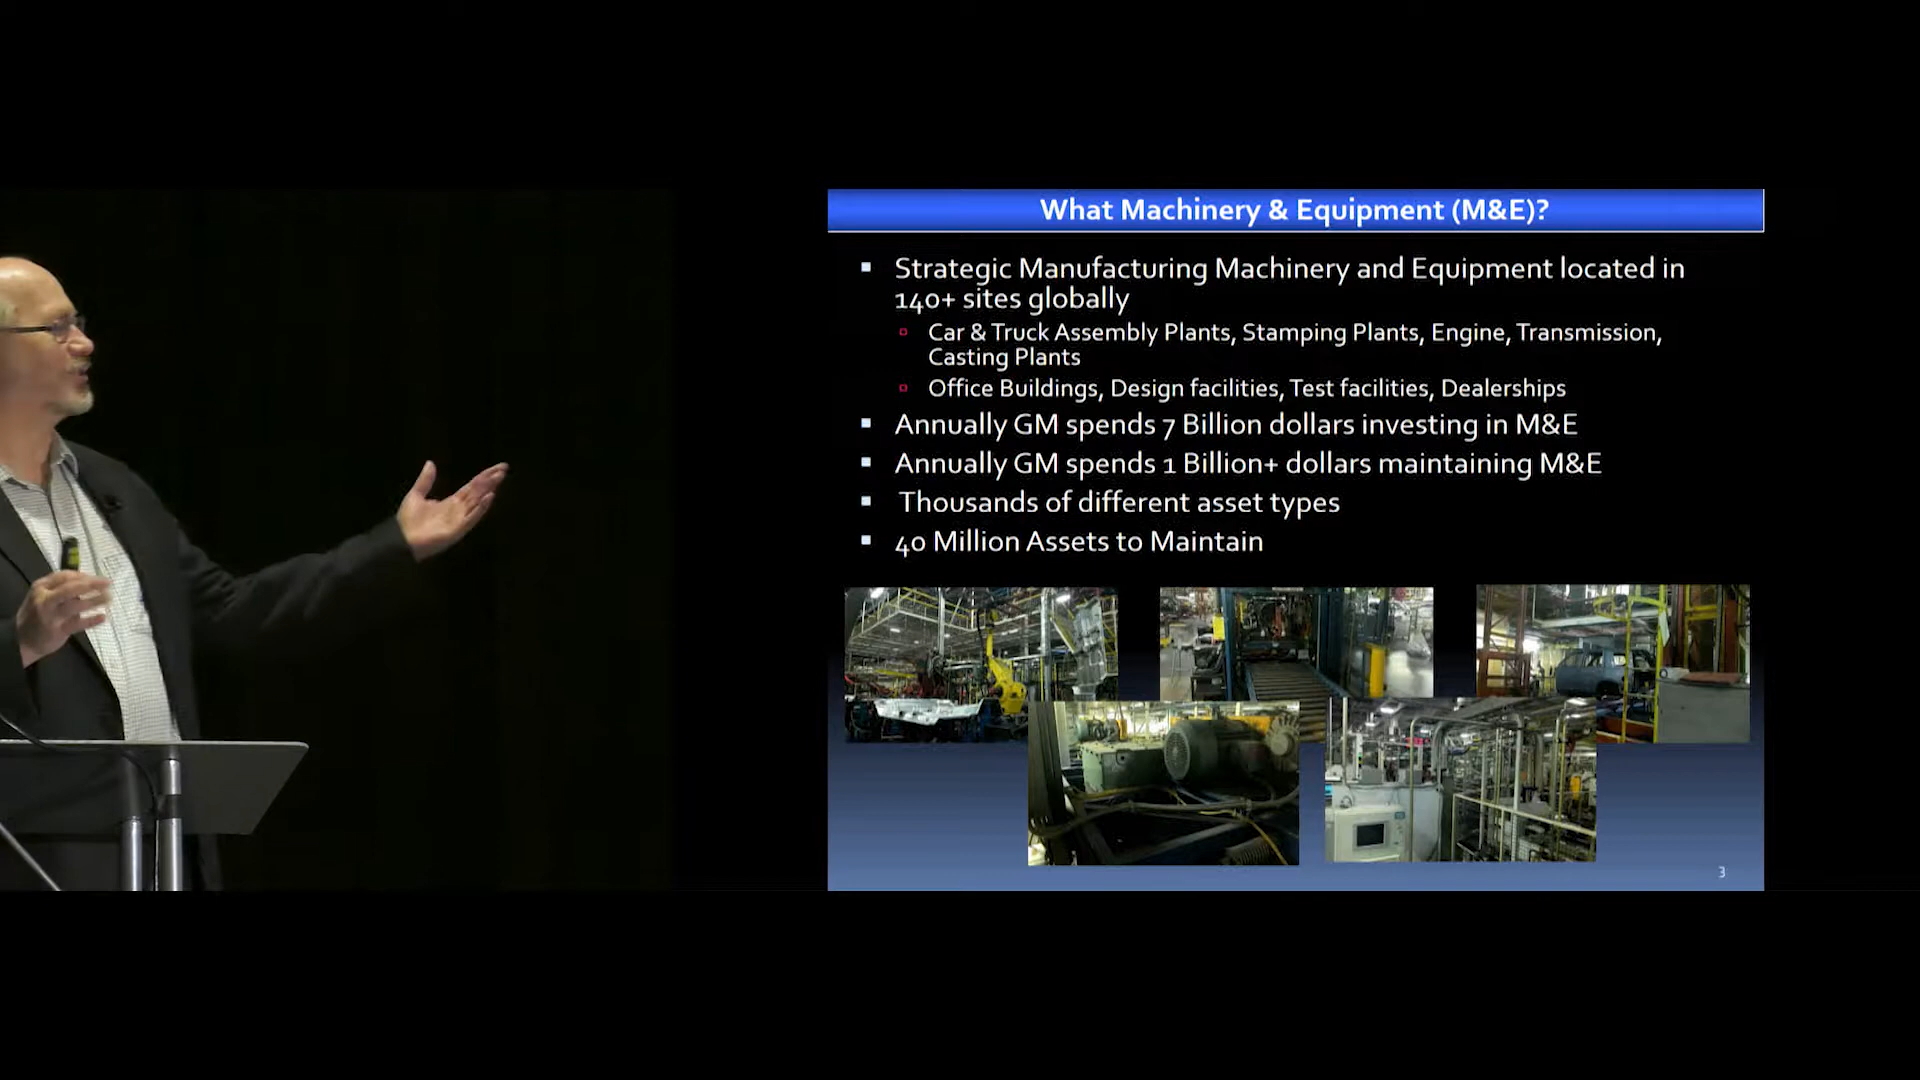 What Machinery & Equipment (M&E)?
Strategic Manufacturing Machinery and Equipment located in
140+ sites globally
Car & Truck Assembly Plants, Stamping Plants, Engine, Transmission,
Casting Plants
Office Buildings, Design facilities, Test facilities, Dealerships
Annually GM spends 7 Billion dollars investing in M&E
Annually GM spends 1 Billion+ dollars maintaining M&E
Thousands of different asset types
40 Million Assets to Maintain
3